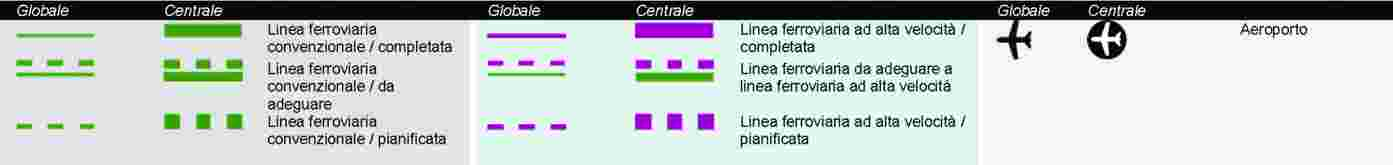 Globale Centrale Globale Centrale Globale Centrale
Linea ferroviaria
convenzionale / completata
Linea ferroviaria
convenzionale / da
adeguare
Linea ferroviaria
convenzionale / pianificata
Linea ferroviaria ad alta velocità /
completata
Linea ferroviaria da adeguare a
linea ferroviaria ad alta velocità
Linea ferroviaria ad alta velocità /
pianificata
Aeroporto